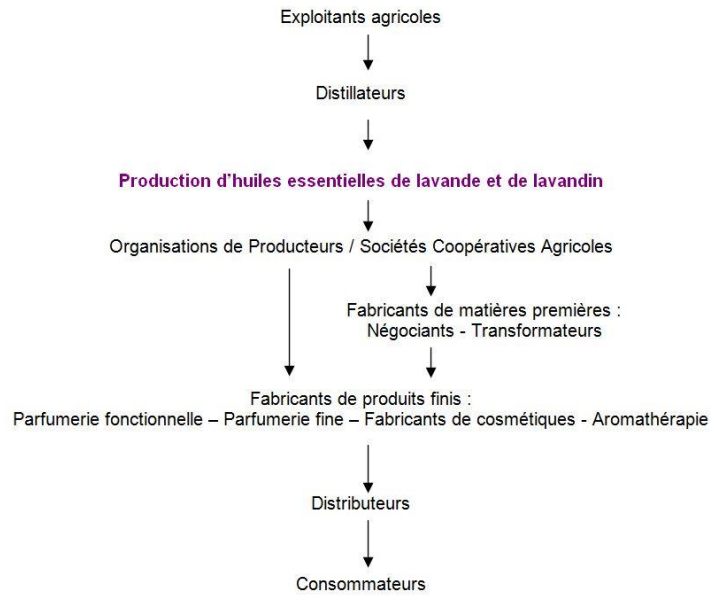 Exploitants agricoles
Distillateurs
Production d'huiles essentielles de lavande et de lavandin
Organisations de Producteurs / Sociétés Coopératives Agricoles
Fabricants de matières premières :
Négociants - Transformateurs
Fabricants de produits finis :
Parfumerie fonctionnelle – Parfumerie fine – Fabricants de cosmétiques - Aromathérapie
Distributeurs
Consommateurs